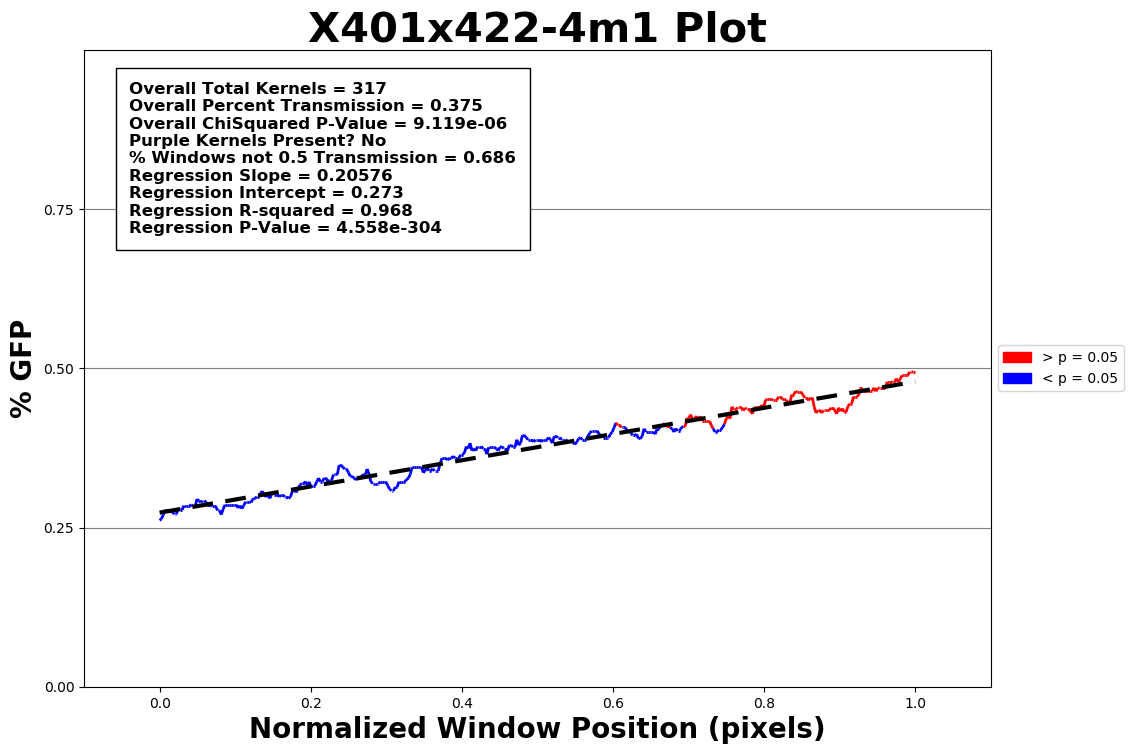 X401x422-4m1 Plot
Overall Total Kernels = 317
Overall Percent Transmission = 0.375
Overall ChiSquared P-Value = 9.119e-06
Purple Kernels Present? No
% Windows not 0.5 Transmission = 0.686
Regression Slope = 0.20576
Regression Intercept = 0.273
Regression R-squared = 0.968
Regression P-Value = 4.558e-304
% GFP
0.75
0.50
0.25
0.00
> p = 0.05
< p = 0.05
0.0 0.2 0.4 0.6 0.8 1.0
Normalized Window Position (pixels)